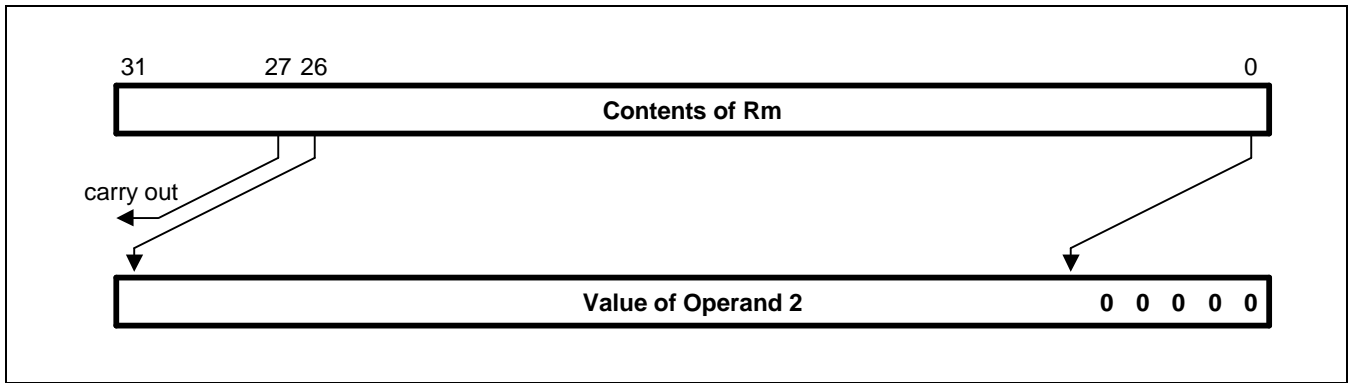 31 27 26 0
Contents of Rm
carry out
Value of Operand 2 0 0 0 0 0